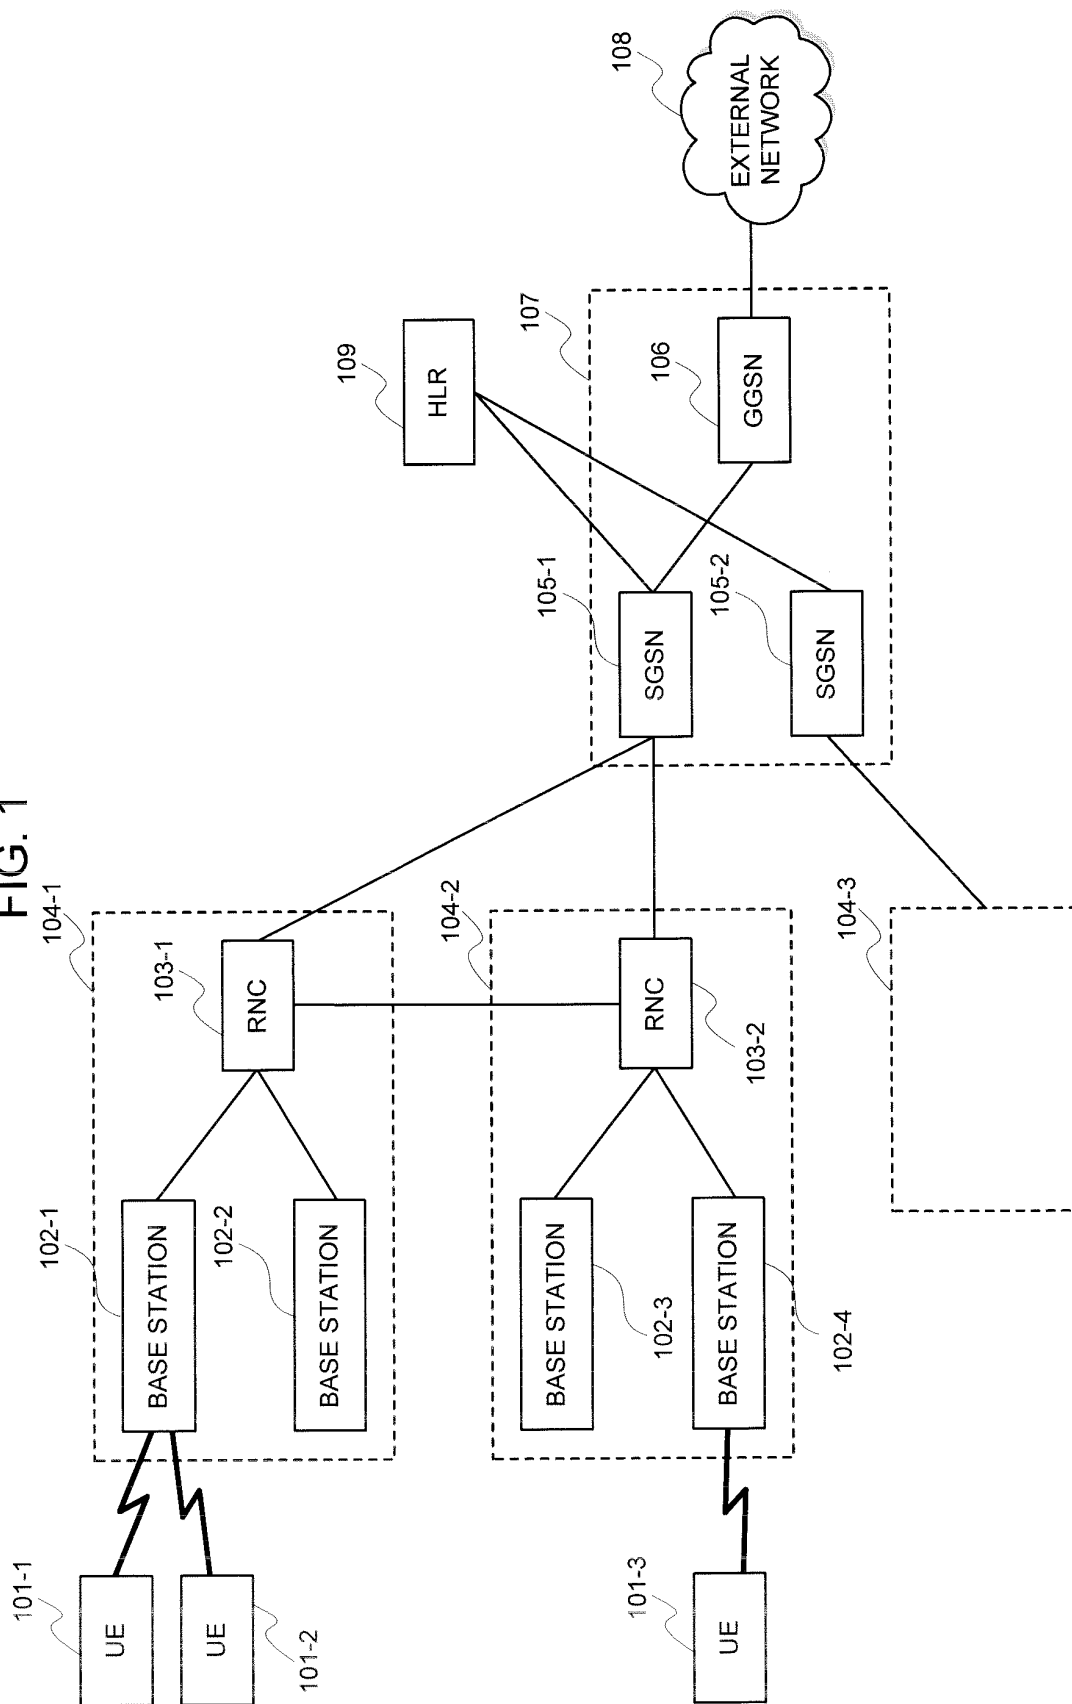 FIG. 1
104-1
103-1
RNC
102-1
BASE STATION
102-2
BASE STATION
101-1
UE
UE
101-2
104-2
RNC
103-2
BASE STATION
102-3
BASE STATION
102-4
101-3
UE
104-3
109
HLR
107
105-1
SGSN
105-2
SGSN
106
GGSN
108
EXTERNAL
NETWORK